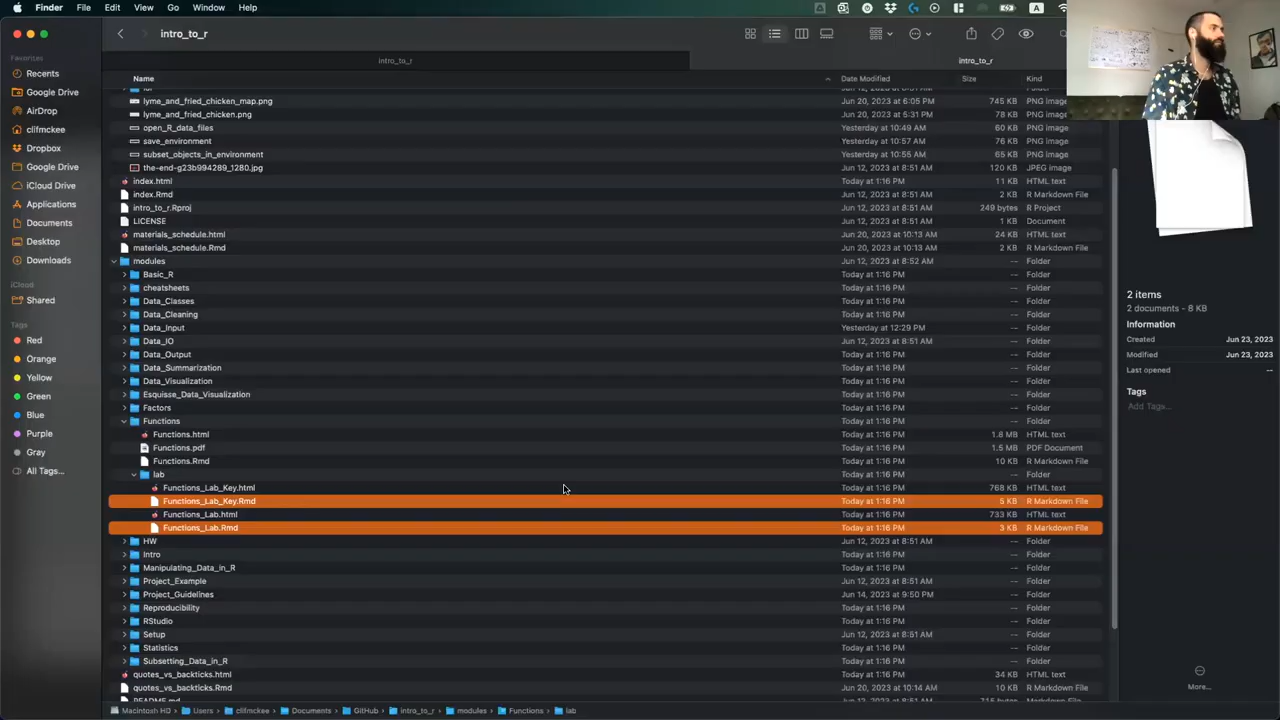 Finder File Edit View Go Window Help
intro_to_r
intro_to_r
intro_to_r
Name Date Modified Size Kind
lyme_and_fried_chicken_map.png Jun 20, 2023 at 6:05 PM 745 KB PNG image
lyme_and_fried_chicken.png Jun 20, 2023 at 5:31 PM 78 KB PNG image
open_R_data_files Yesterday at 10:49 AM 60 KB PNG image
save_environment Yesterday at 10:55 AM 76 KB PNG image
subset_objects_in_environment Yesterday at 10:55 AM 65 KB PNG image
the-end-g23b994289_1280.jpg Jun 12, 2023 at 8:51 AM 120 KB JPEG image
index.html Today at 1:16 PM 11 KB HTML text
index.Rmd Jun 12, 2023 at 8:51 AM 2 KB R Markdown File
intro_to_r.Rproj Jun 12, 2023 at 8:51 AM 249 bytes R Project
LICENSE Jun 12, 2023 at 8:51 AM 1 KB Document
materials_schedule.html Jun 20, 2023 at 10:13 AM 24 KB HTML text
materials_schedule.Rmd Jun 20, 2023 at 10:13 AM 2 KB R Markdown File
modules Jun 12, 2023 at 8:52 AM -- Folder
Basic_R Today at 1:16 PM -- Folder
cheatsheets Today at 1:16 PM -- Folder
Data_Classes Today at 1:16 PM -- Folder
Data_Cleaning Today at 1:16 PM -- Folder
Data_Input Yesterday at 12:29 PM -- Folder
Data_IO Jun 12, 2023 at 8:51 AM -- Folder
Data_Output Today at 1:16 PM -- Folder
Data_Summarization Today at 1:16 PM -- Folder
Data_Visualization Today at 1:16 PM -- Folder
Esquisse_Data_Visualization Today at 1:16 PM -- Folder
Factors Today at 1:16 PM -- Folder
Functions Today at 1:16 PM -- Folder
Functions.html Today at 1:16 PM 1.8 MB HTML text
Functions.pdf Today at 1:16 PM 1.5 MB PDF Document
Functions.Rmd Today at 1:16 PM 10 KB R Markdown File
lab Today at 1:16 PM -- Folder
Functions_Lab_Key.html Today at 1:16 PM 768 KB HTML text
Functions_Lab_Key.Rmd Today at 1:16 PM 5 KB R Markdown File
Functions_Lab.html Today at 1:16 PM 733 KB HTML text
Functions_Lab.Rmd Today at 1:16 PM 3 KB R Markdown File
HW Jun 12, 2023 at 8:51 AM -- Folder
Intro Today at 1:16 PM -- Folder
Manipulating_Data_in_R Today at 1:16 PM -- Folder
Project_Example Jun 12, 2023 at 8:51 AM -- Folder
Project_Guidelines Jun 14, 2023 at 9:50 PM -- Folder
Reproducibility Today at 1:16 PM -- Folder
RStudio Today at 1:16 PM -- Folder
Setup Jun 12, 2023 at 8:51 AM -- Folder
Statistics Today at 1:16 PM -- Folder
Subsetting_Data_in_R Today at 1:16 PM -- Folder
quotes_vs_backticks.html Today at 1:16 PM 34 KB HTML text
quotes_vs_backticks.Rmd Jun 20, 2023 at 10:14 AM 10 KB R Markdown File
Macintosh HD Users clifmckee Documents GitHub intro_to_r modules Functions lab
Favorites
Recents
Google Drive
AirDrop
clifmckee
Dropbox
Google Drive
iCloud Drive
Applications
Documents
Desktop
Downloads
iCloud
Shared
Tags
Red
Orange
Yellow
Green
Blue
Purple
Gray
All Tags...
2 items
2 documents - 8 KB
Information
Created Jun 23, 2023
Modified Jun 23, 2023
Last opened --
Tags
Add Tags...
More...